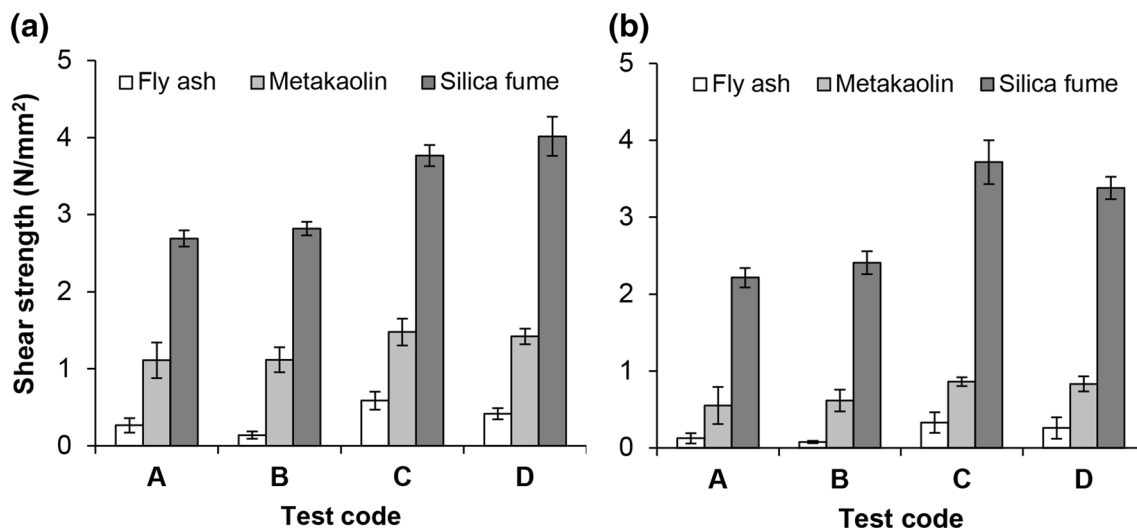 (a)
5
4
3
2
1
0
Shear strength (N/mm²)
Fly ash Metakaolin Silica fume
A B C D
Test code
(b)
5
4
3
2
1
0
Fly ash Metakaolin Silica fume
A B C D
Test code